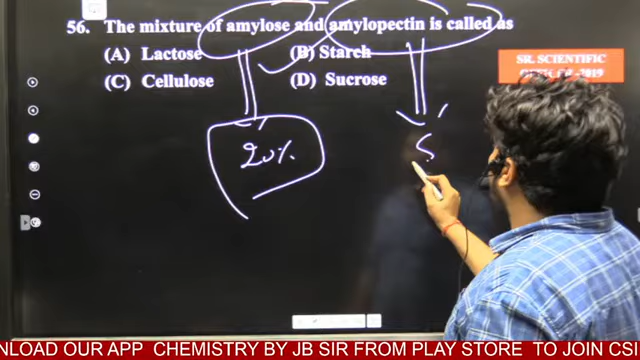 56. The mixture of amylose and amylopectin is called as
(A) Lactose (B) Starch
(C) Cellulose (D) Sucrose
SR. SCIENTIFIC
20%
NLOAD OUR APP CHEMISTRY BY JB SIR FROM PLAY STORE TO JOIN CSI